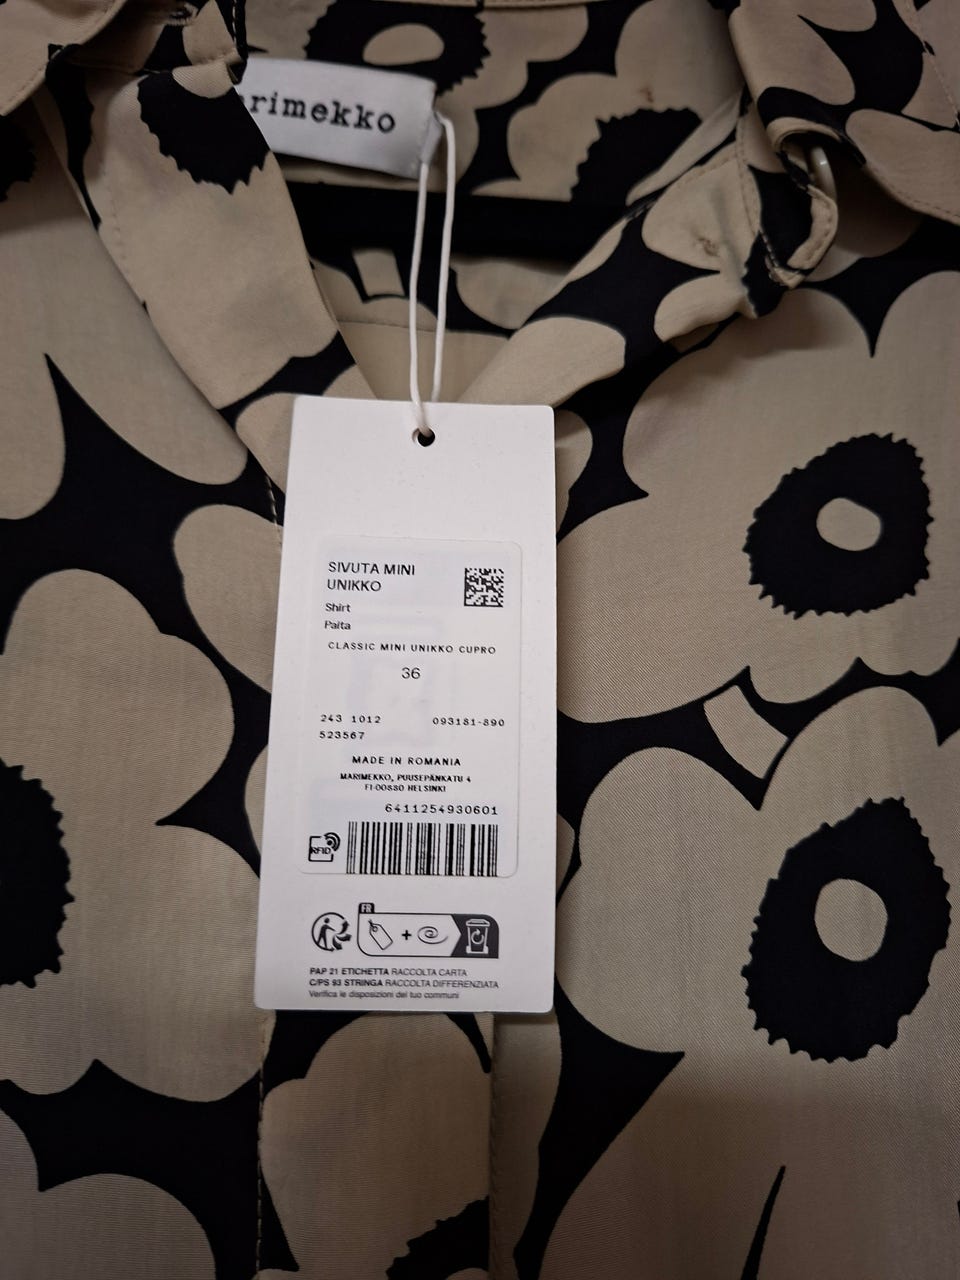 arimekko
SIVUTA MINI
UNIKKO
Shirt
Paita
CLASSIC MINI UNIKKO CUPRO
36
243 1012 093181-890
523567
MADE IN ROMANIA
MARIMEKKO, PUUSEPÄNKATU 4
FI-00880 HELSINKI
6411254930601
RFID
FR
PAP 21 ETICHETTA RACCOLTA CARTA
C/PS 93 STRINGA RACCOLTA DIFFERENZIATA
Verifica le disposizioni del tuo comuni